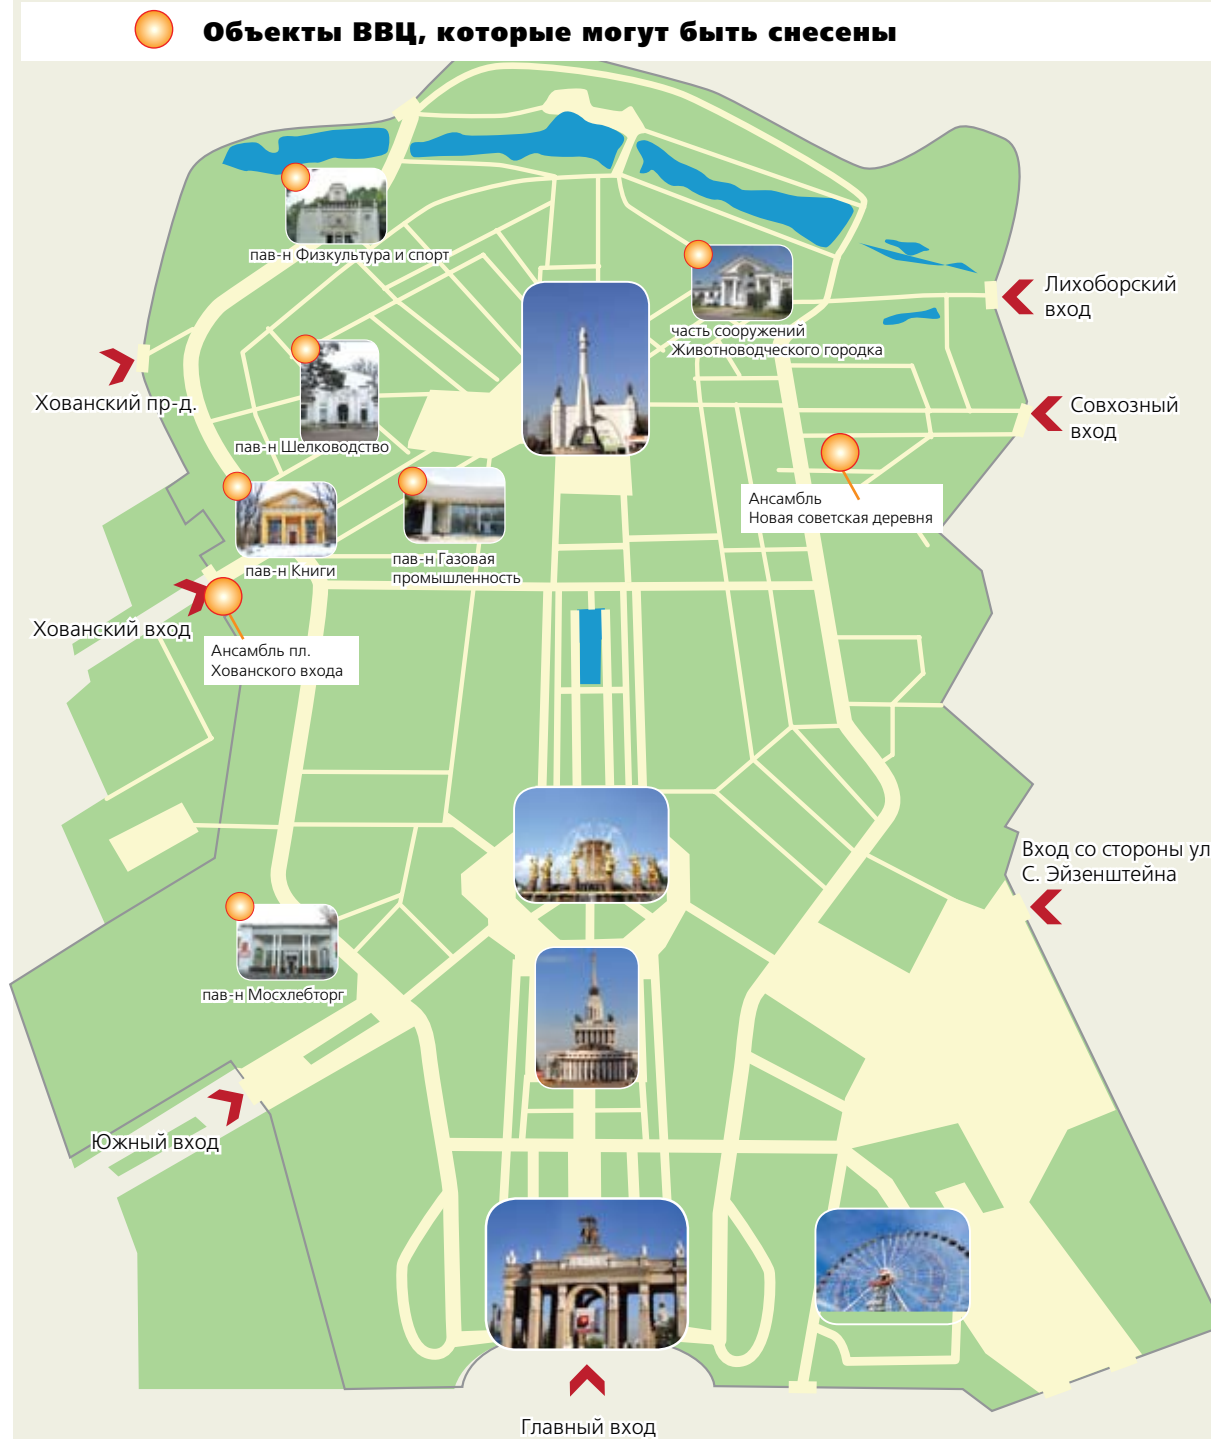 Объекты ВВЦ, которые могут быть снесены
пав-н Физкультура и спорт
Лихоборский
вход
часть сооружений
Животноводческого городка
Хованский пр-д.
Совхозный
вход
пав-н Шелководство
Ансамбль
Новая советская деревня
пав-н Газовая
промышленность
пав-н Книги
Хованский вход
Ансамбль пл.
Хованского входа
Вход со стороны ул
С. Эйзенштейна
пав-н Мосхлебторг
Южный вход
Главный вход